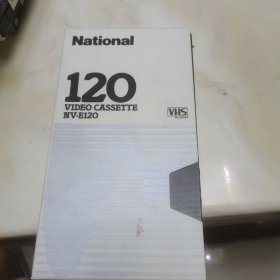 National
120
VIDEO CASSETTE
NV-E120
VHS